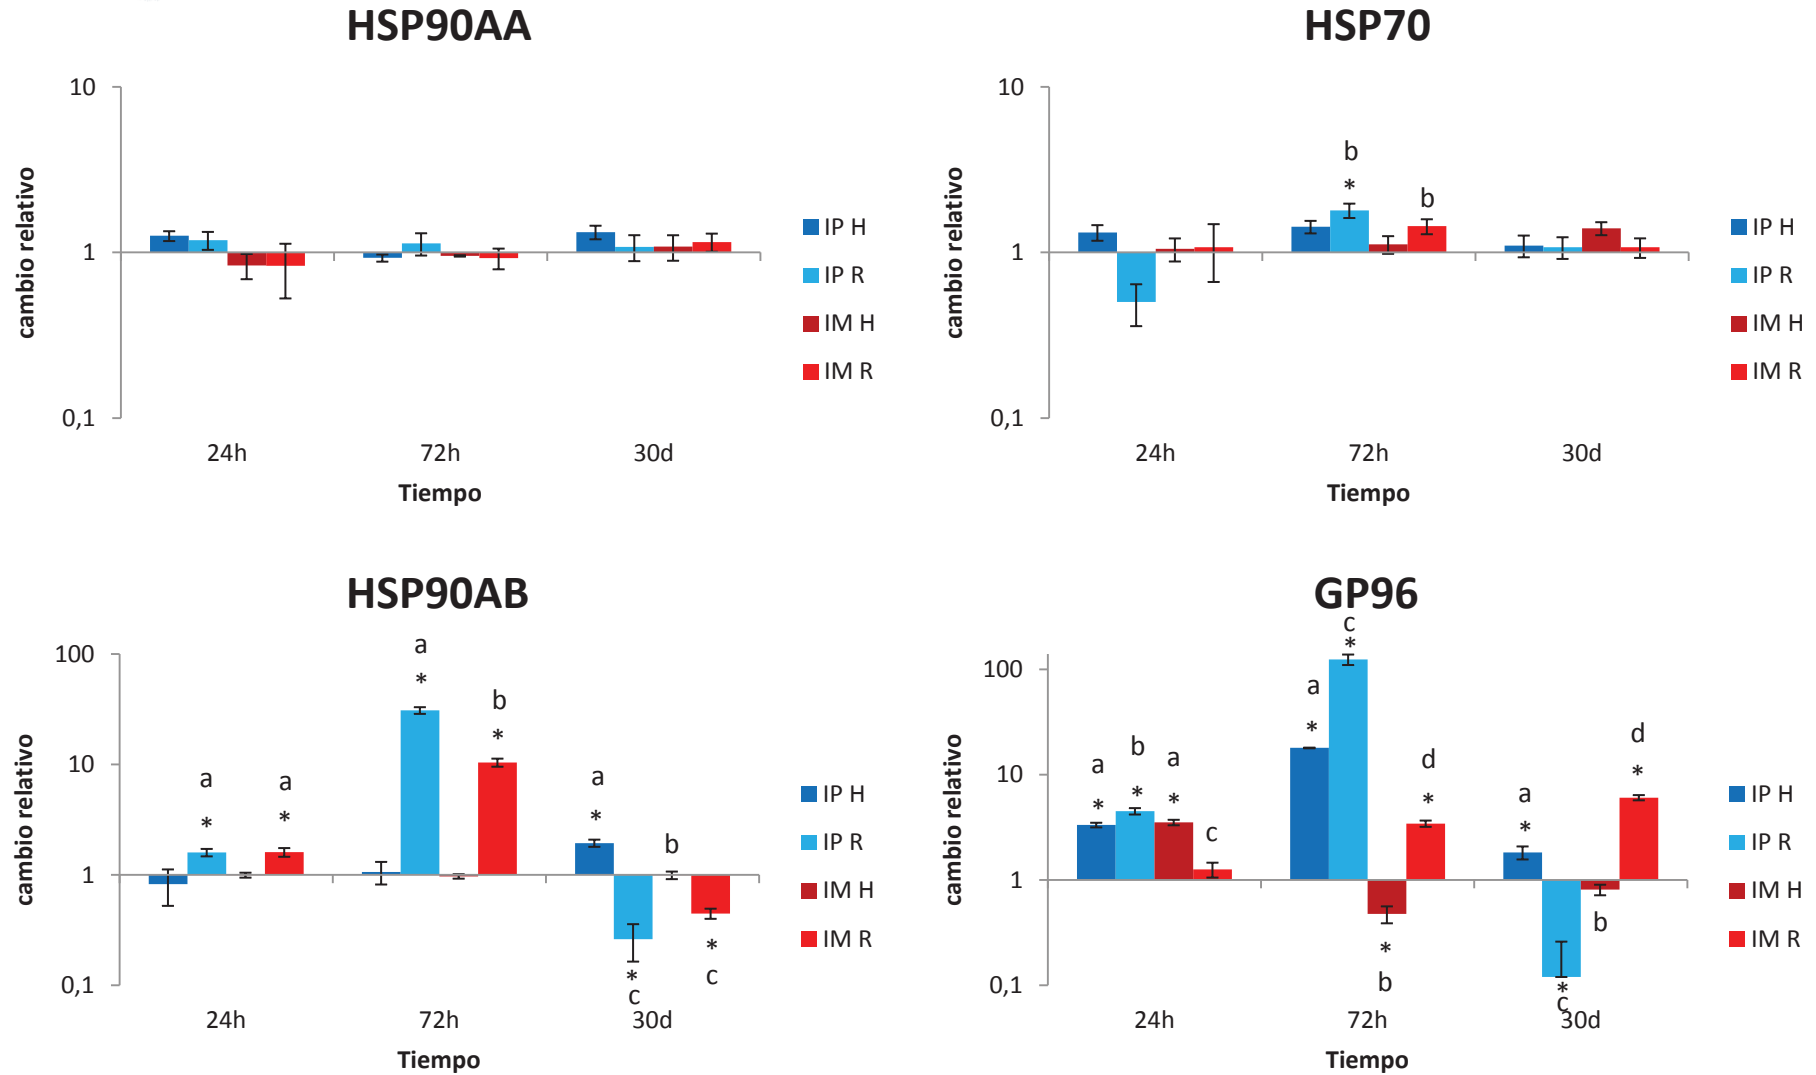 HSP90AA
10
1
0,1
cambio relativo
24h
72h
30d
Tiempo
IP H
IP R
IM H
IM R
HSP70
10
1
0,1
cambio relativo
b
*
b
24h
72h
30d
Tiempo
IP H
IP R
IM H
IM R
HSP90AB
100
10
1
0,1
cambio relativo
a
*
a
*
a
*
b
*
a
*
*
c
b
*
c
24h
72h
30d
Tiempo
IP H
IP R
IM H
IM R
GP96
100
10
1
0,1
cambio relativo
a
*
b
*
a
*
c
a
*
c
*
*
b
d
*
a
*
*
c
b
d
*
24h
72h
30d
Tiempo
IP H
IP R
IM H
IM R